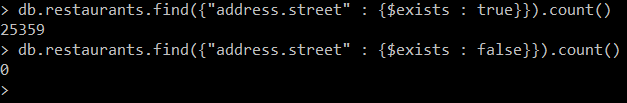 > db.restaurants.find({"address.street" : {$exists : true}}).count()
25359
> db.restaurants.find({"address.street" : {$exists : false}}).count()
0
>